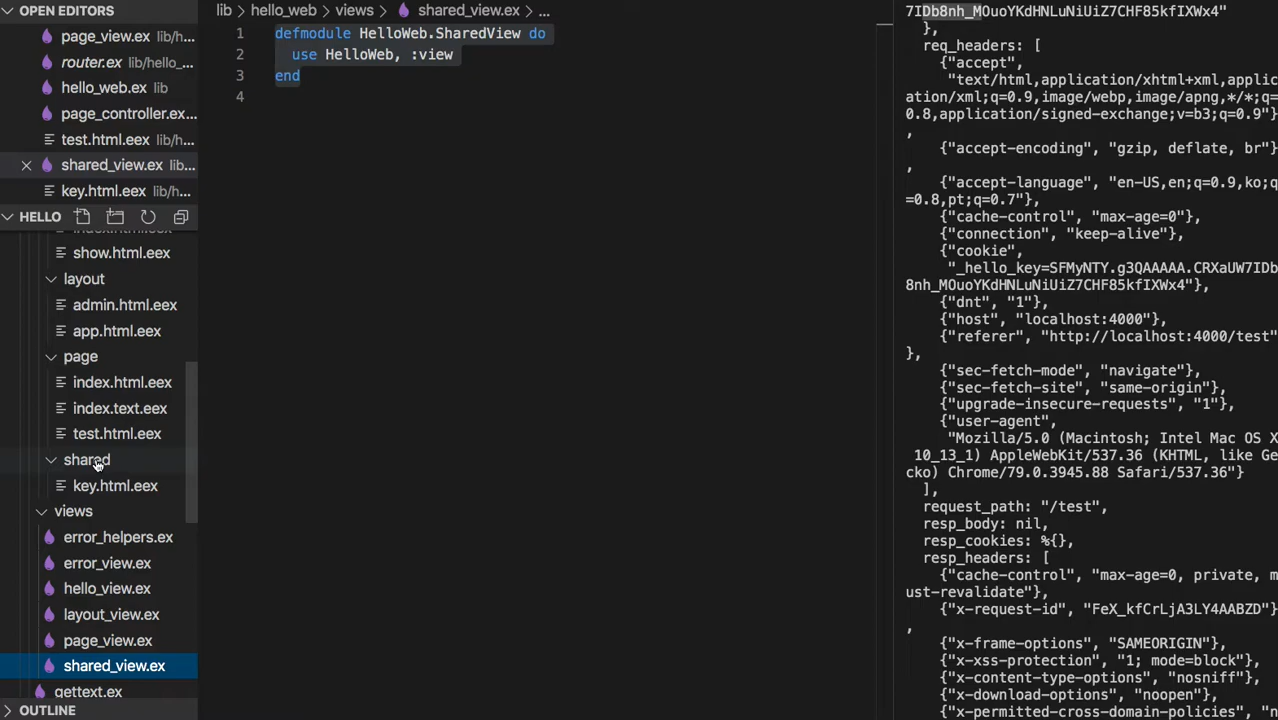 OPEN EDITORS
page_view.ex lib/h...
router.ex lib/hello_...
hello_web.ex lib/h...
page_controller.ex...
test.html.eex lib/h...
shared_view.ex lib...
key.html.eex lib/h...
HELLO
index.html.eex
show.html.eex
layout
admin.html.eex
app.html.eex
page
index.html.eex
index.text.eex
test.html.eex
shared
key.html.eex
views
error_helpers.ex
error_view.ex
hello_view.ex
layout_view.ex
page_view.ex
shared_view.ex
gettext.ex
OUTLINE
lib > hello_web > views > shared_view.ex > ...
1 defmodule HelloWeb.SharedView do
2 use HelloWeb, :view
3 end
4
7IDb8nh_MOuoYKdHNLuNiUiZ7CHF85kfIXWx4"
},
req_headers: [
{"accept",
"text/html,application/xhtml+xml,applic
ation/xml;q=0.9,image/webp,image/apng,*/*;q=
0.8,application/signed-exchange;v=b3;q=0.9"}
,
{"accept-encoding", "gzip, deflate, br"}
,
{"accept-language", "en-US,en;q=0.9,ko;q
=0.8,pt;q=0.7"},
{"cache-control", "max-age=0"},
{"connection", "keep-alive"},
{"cookie",
"_hello_key=SFMyNTY.g3QAAAAA.CRXaUW7IDb
8nh_MOuoYKdHNLuNiUiZ7CHF85kfIXWx4"},
{"dnt", "1"},
{"host", "localhost:4000"},
{"referer", "http://localhost:4000/test"
},
{"sec-fetch-mode", "navigate"},
{"sec-fetch-site", "same-origin"},
{"upgrade-insecure-requests", "1"},
{"user-agent",
"Mozilla/5.0 (Macintosh; Intel Mac OS X
10_13_1) AppleWebKit/537.36 (KHTML, like Ge
cko) Chrome/79.0.3945.88 Safari/537.36"}
],
request_path: "/test",
resp_body: nil,
resp_cookies: %{},
resp_headers: [
{"cache-control", "max-age=0, private, m
ust-revalidate"},
{"x-request-id", "FeX_kfCrLjA3LY4AABZD"}
,
{"x-frame-options", "SAMEORIGIN"},
{"x-xss-protection", "1; mode=block"},
{"x-content-type-options", "nosniff"},
{"x-download-options", "noopen"},
{"x-permitted-cross-domain-policies", "n